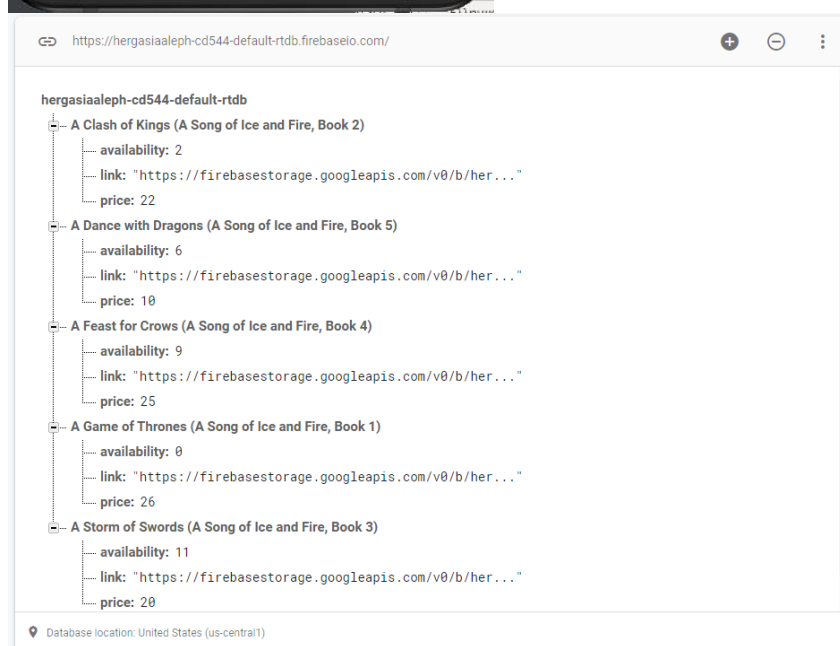 https://hergasiaaleph-cd544-default-rtdb.firebaseio.com/
hergasiaaleph-cd544-default-rtdb
A Clash of Kings (A Song of Ice and Fire, Book 2)
availability: 2
link: "https://firebasestorage.googleapis.com/v0/b/her..."
price: 22
A Dance with Dragons (A Song of Ice and Fire, Book 5)
availability: 6
link: "https://firebasestorage.googleapis.com/v0/b/her..."
price: 10
A Feast for Crows (A Song of Ice and Fire, Book 4)
availability: 9
link: "https://firebasestorage.googleapis.com/v0/b/her..."
price: 25
A Game of Thrones (A Song of Ice and Fire, Book 1)
availability: 0
link: "https://firebasestorage.googleapis.com/v0/b/her..."
price: 26
A Storm of Swords (A Song of Ice and Fire, Book 3)
availability: 11
link: "https://firebasestorage.googleapis.com/v0/b/her..."
price: 20
Database location: United States (us-central1)